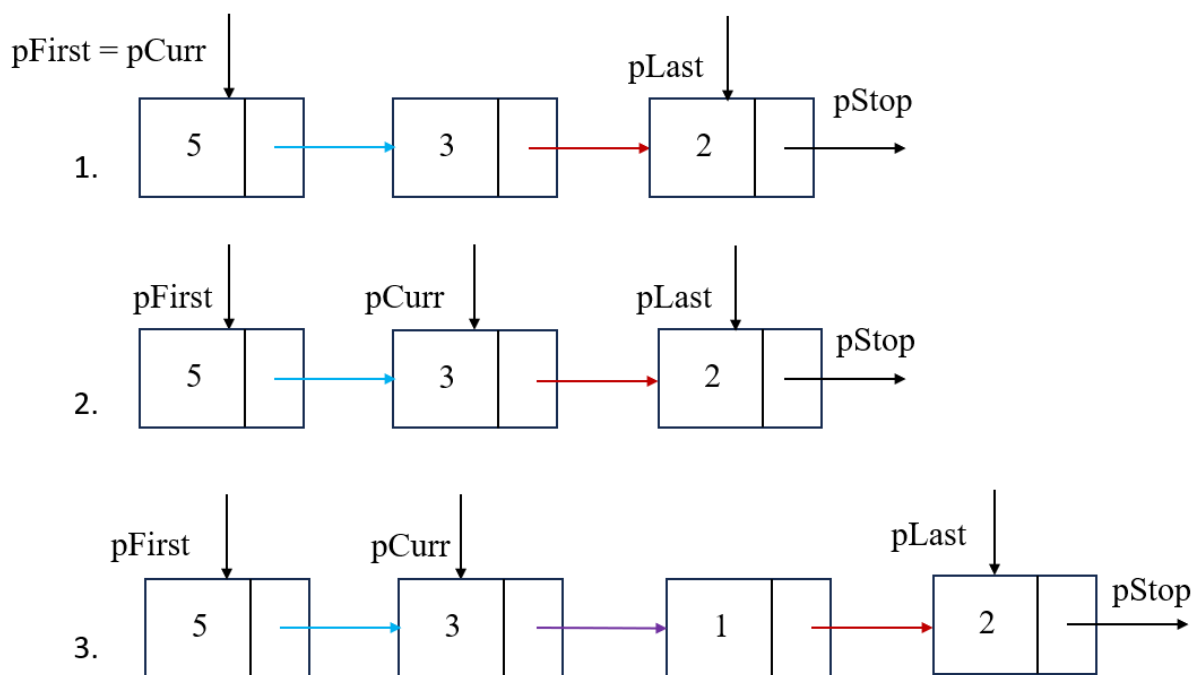 pFirst = pCurr
pLast
pStop
1.
5
3
2
pFirst
pCurr
pLast
pStop
2.
5
3
2
pFirst
pCurr
pLast
pStop
3.
5
3
1
2